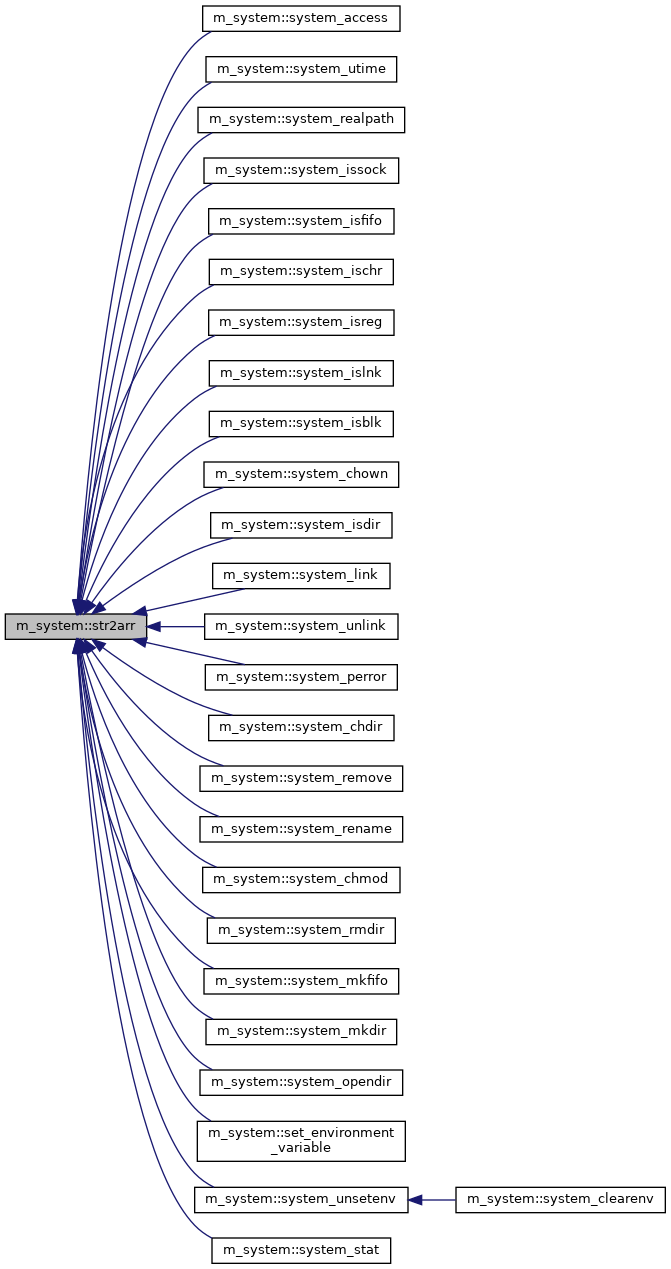 m_system::system_access
m_system::system_utime
m_system::system_realpath
m_system::system_issock
m_system::system_isfifo
m_system::system_ischr
m_system::system_isreg
m_system::system_islnk
m_system::system_isblk
m_system::system_chown
m_system::system_isdir
m_system::system_link
m_system::str2arr
m_system::system_unlink
m_system::system_perror
m_system::system_chdir
m_system::system_remove
m_system::system_rename
m_system::system_chmod
m_system::system_rmdir
m_system::system_mkfifo
m_system::system_mkdir
m_system::system_opendir
m_system::set_environment
_variable
m_system::system_unsetenv
m_system::system_clearenv
m_system::system_stat